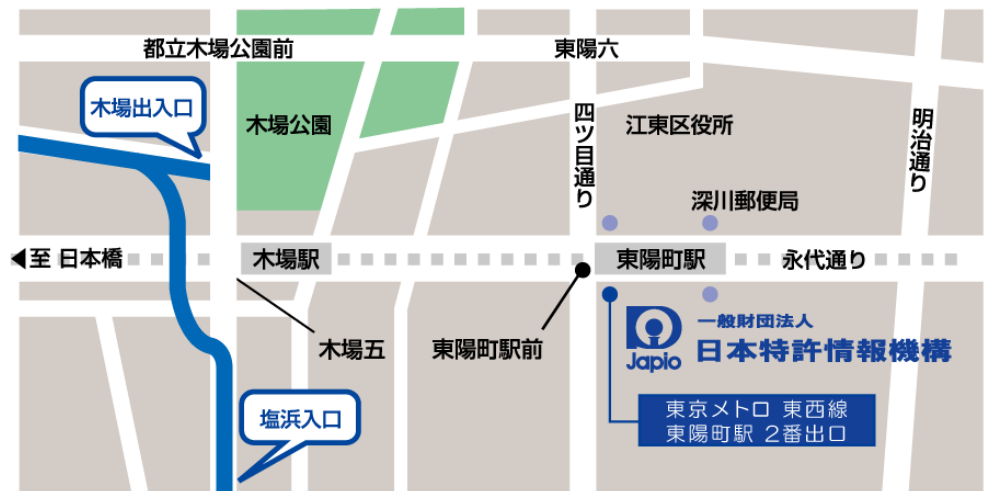 都立木場公園前
東陽六
木場出入口
木場公園
四ツ目通り
江東区役所
明治通り
深川郵便局
◀至 日本橋
木場駅
東陽町駅
永代通り
木場五
東陽町駅前
Japio
一般財団法人
日本特許情報機構
塩浜入口
東京メトロ 東西線
東陽町駅 2番出口